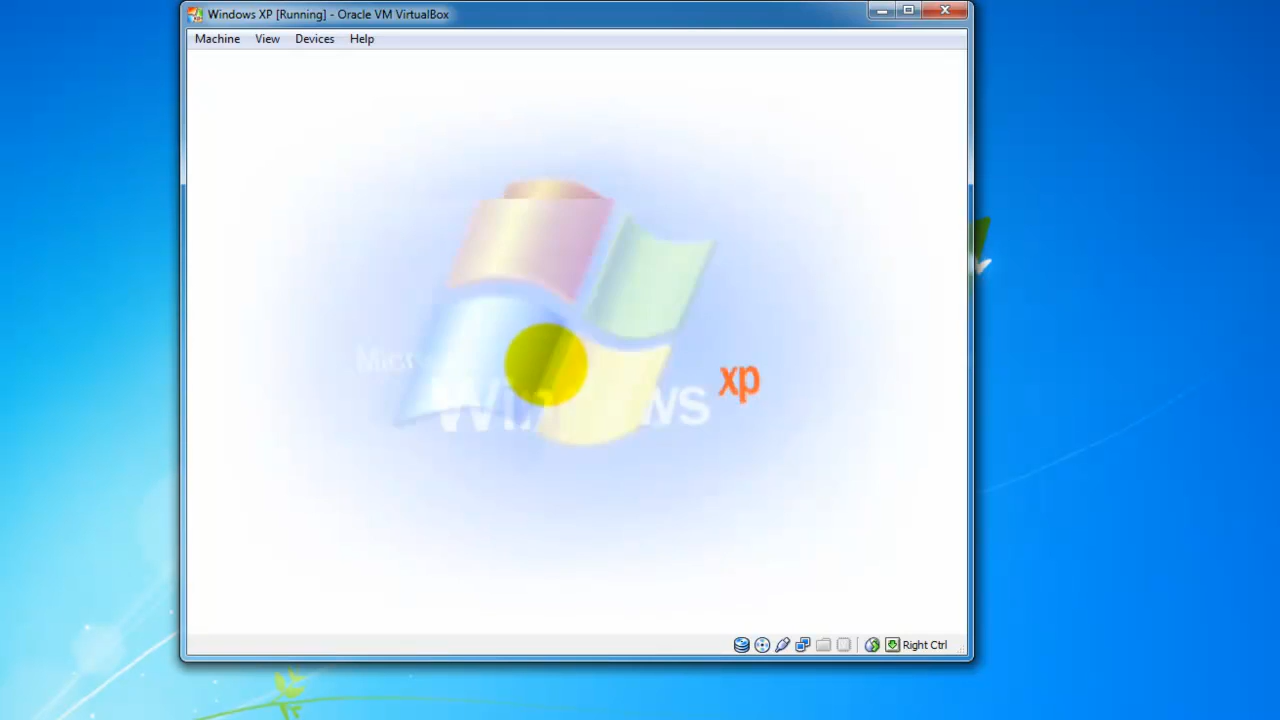 Windows XP [Running] - Oracle VM VirtualBox
Machine View Devices Help
xp
Right Ctrl